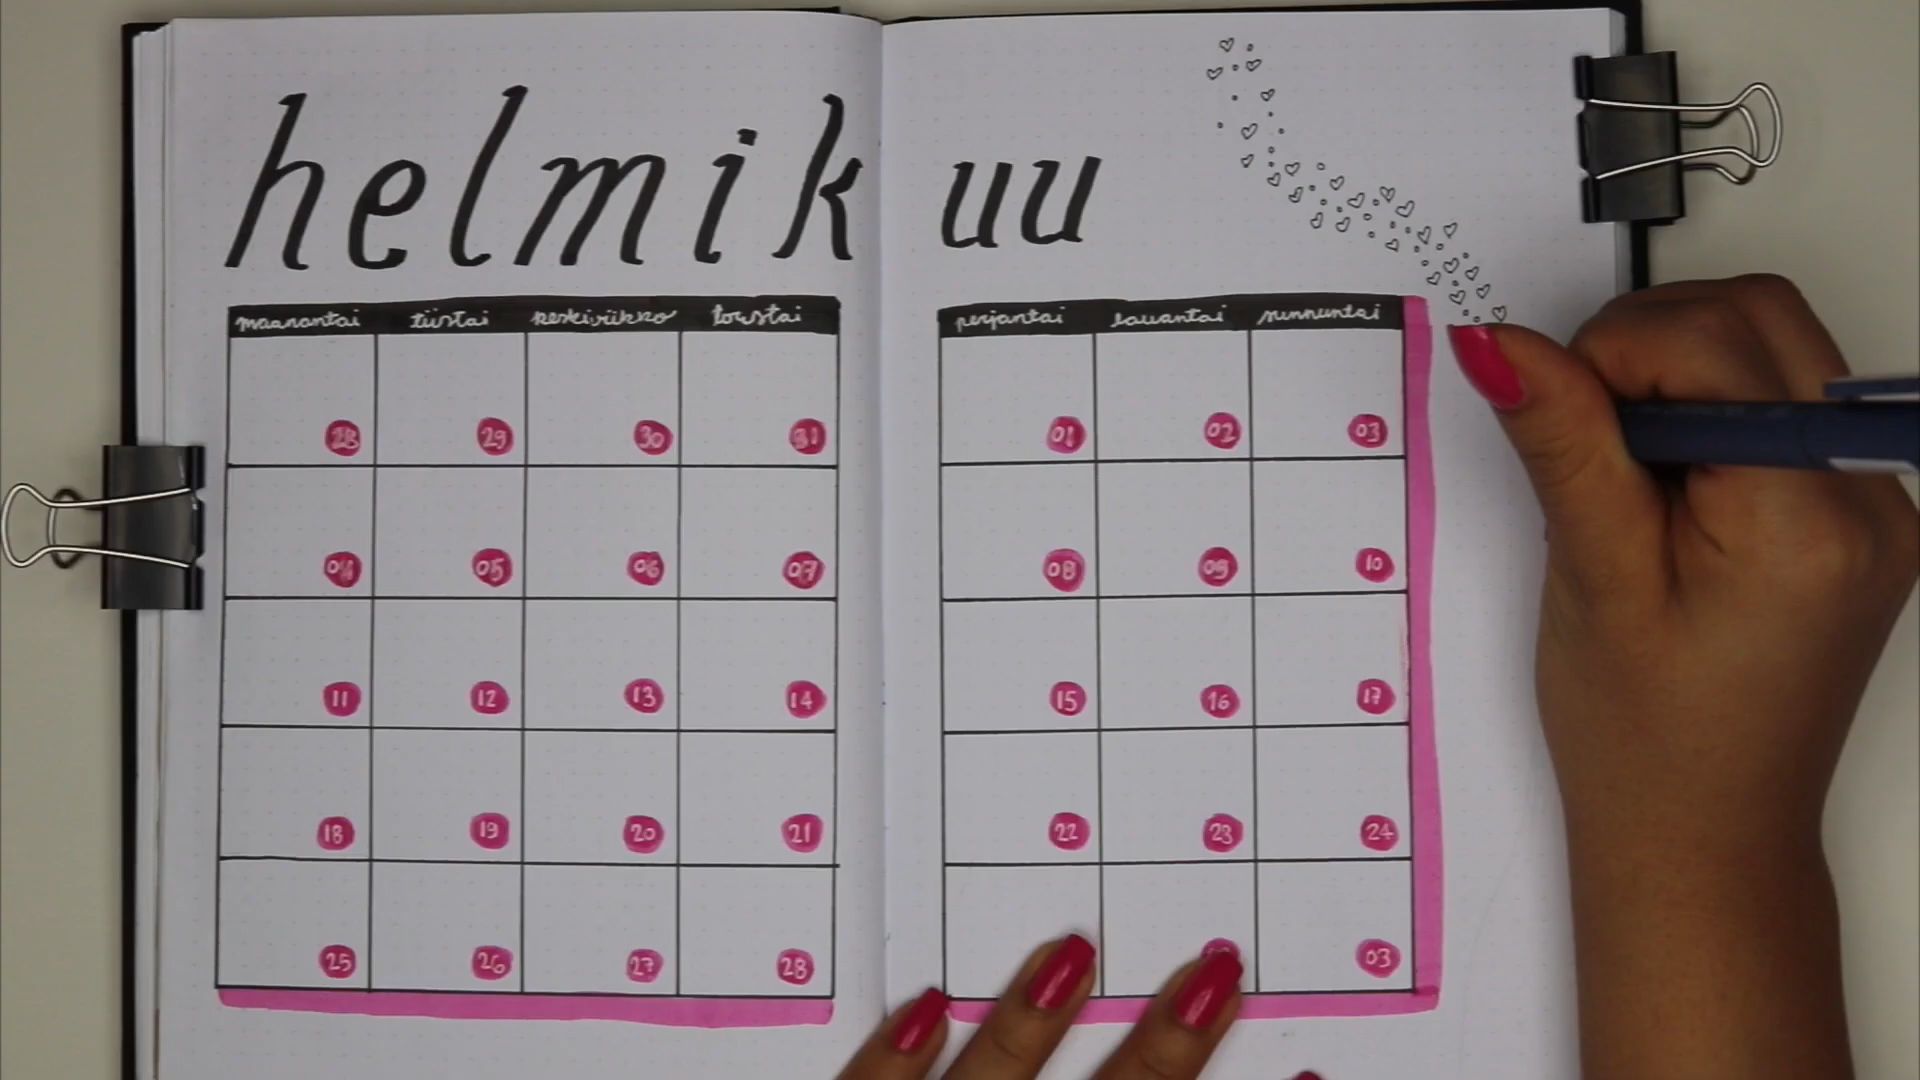 helmikuu
maanantai tiistai keskiviikko torstai perjantai lauantai sunnuntai
28 29 30 31 01 02 03
04 05 06 07 08 09 10
11 12 13 14 15 16 17
18 19 20 21 22 23 24
25 26 27 28 03